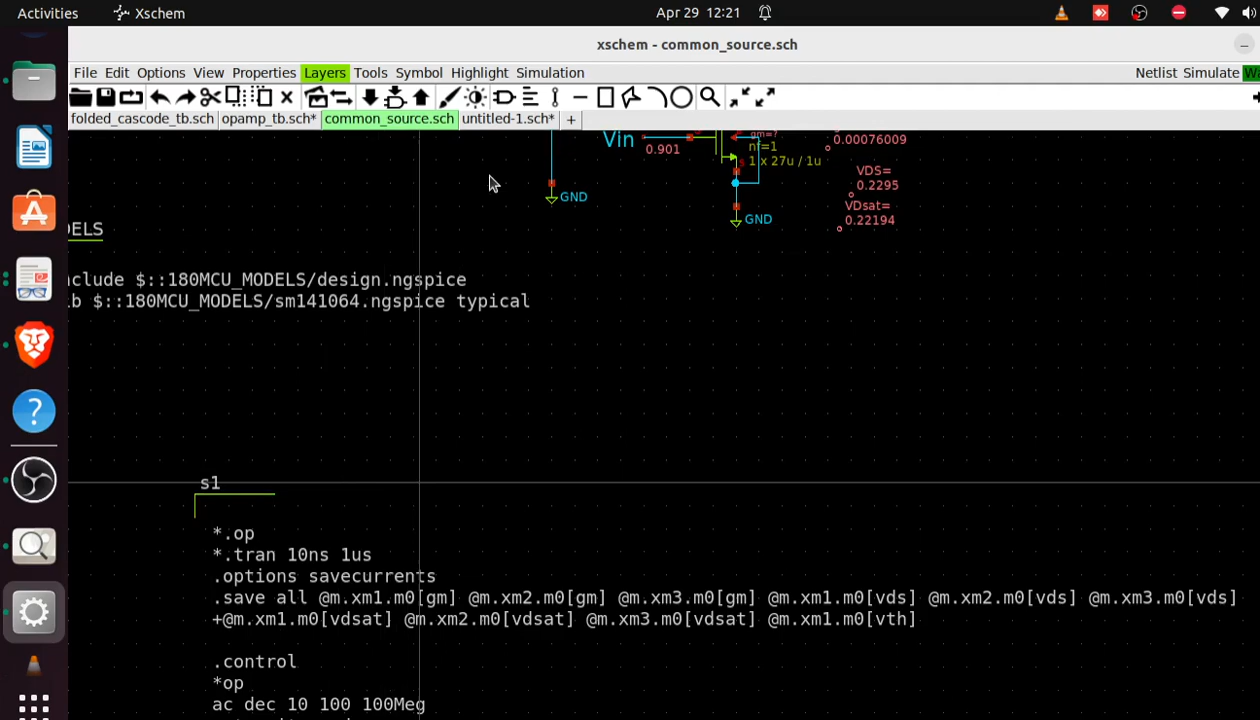 Activities
Xschem
Apr 29 12:21
xschem - common_source.sch
File Edit Options View Properties Layers Tools Symbol Highlight Simulation
Netlist Simulate Wa
folded_cascode_tb.sch opamp_tb.sch* common_source.sch untitled-1.sch* +
Vin
0.901
gm=?
nf=1
1 x 27u / 1u
0.00076009
VDS=
0.2295
VDsat=
0.22194
GND
GND
DELS
nclude $::180MCU_MODELS/design.ngspice
b $::180MCU_MODELS/sm141064.ngspice typical
s1
*.op
*.tran 10ns 1us
.options savecurrents
.save all @m.xm1.m0[gm] @m.xm2.m0[gm] @m.xm3.m0[gm] @m.xm1.m0[vds] @m.xm2.m0[vds] @m.xm3.m0[vds]
+@m.xm1.m0[vdsat] @m.xm2.m0[vdsat] @m.xm3.m0[vdsat] @m.xm1.m0[vth]
.control
*op
ac dec 10 100 100Meg